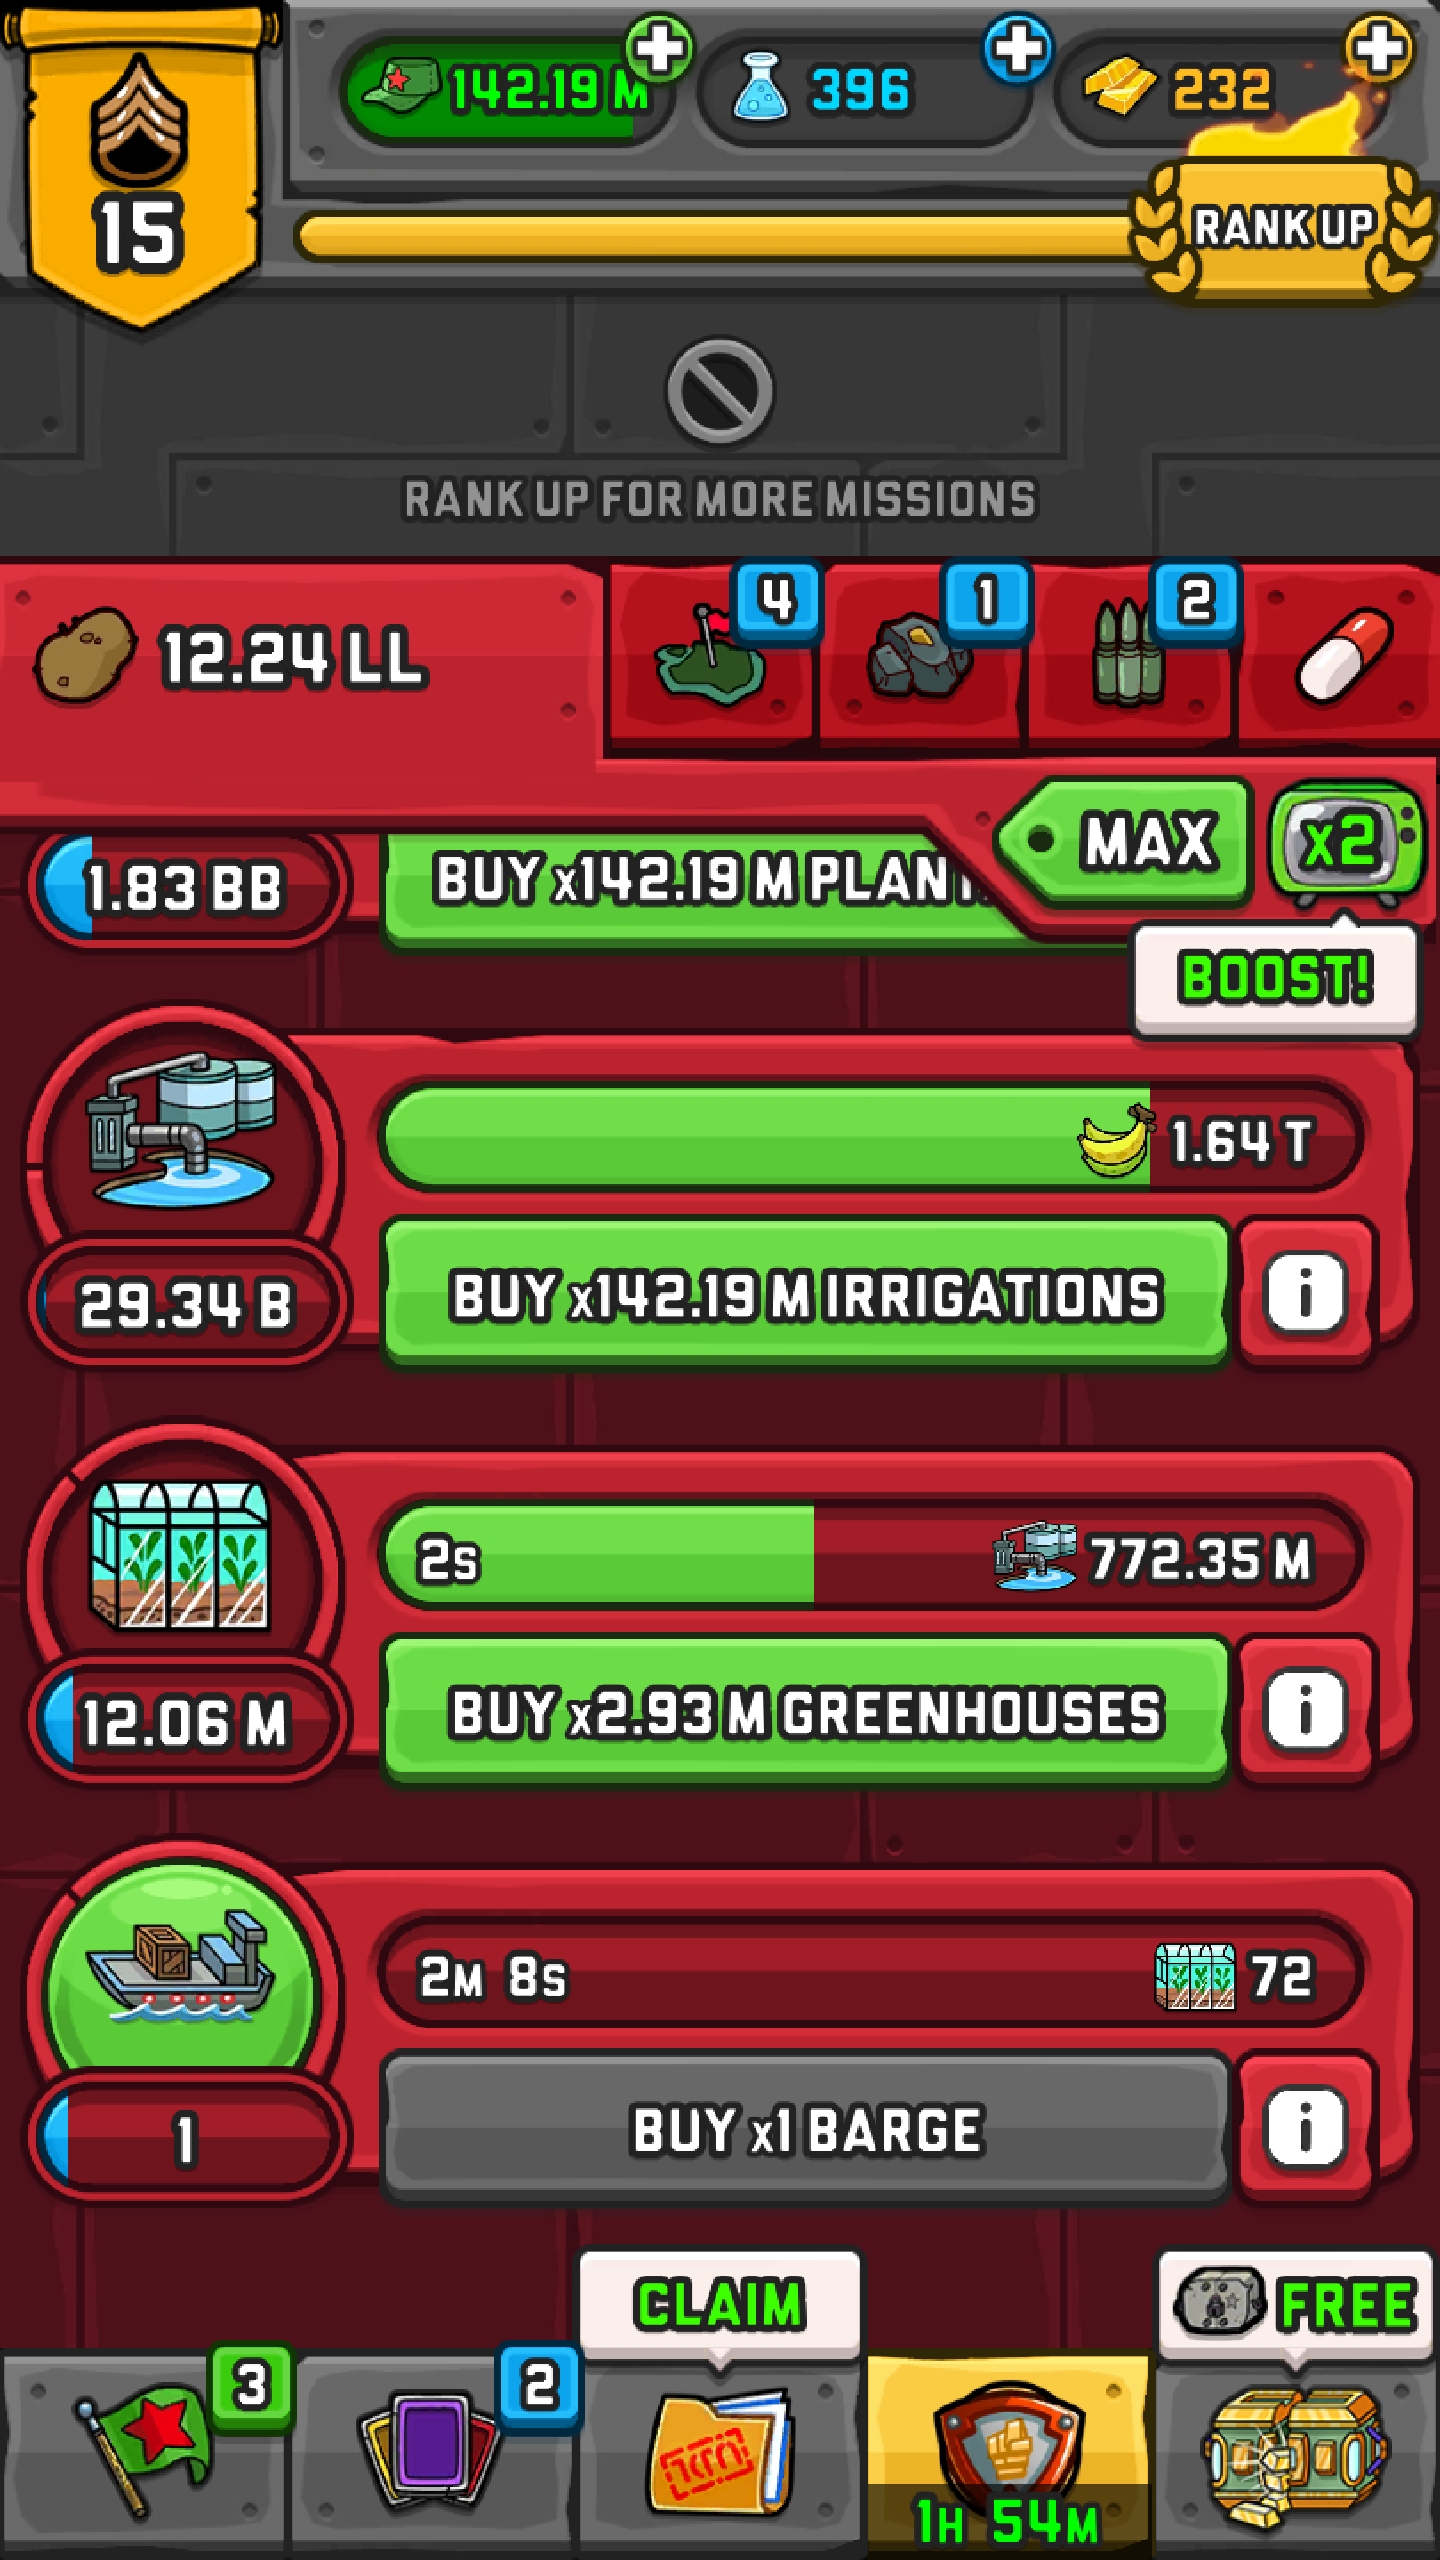 142.19 M
396
232
15
RANK UP
RANK UP FOR MORE MISSIONS
12.24 LL
4
1
2
MAX
x2
BOOST!
1.83 BB
BUY x142.19 M
1.64 T
29.34 B
BUY x142.19 M IRRIGATIONS
i
2s
772.35 M
12.06 M
BUY x2.93 M GREENHOUSES
i
2M 8S
72
1
BUY x1 BARGE
i
CLAIM
FREE
3
2
1H 54M